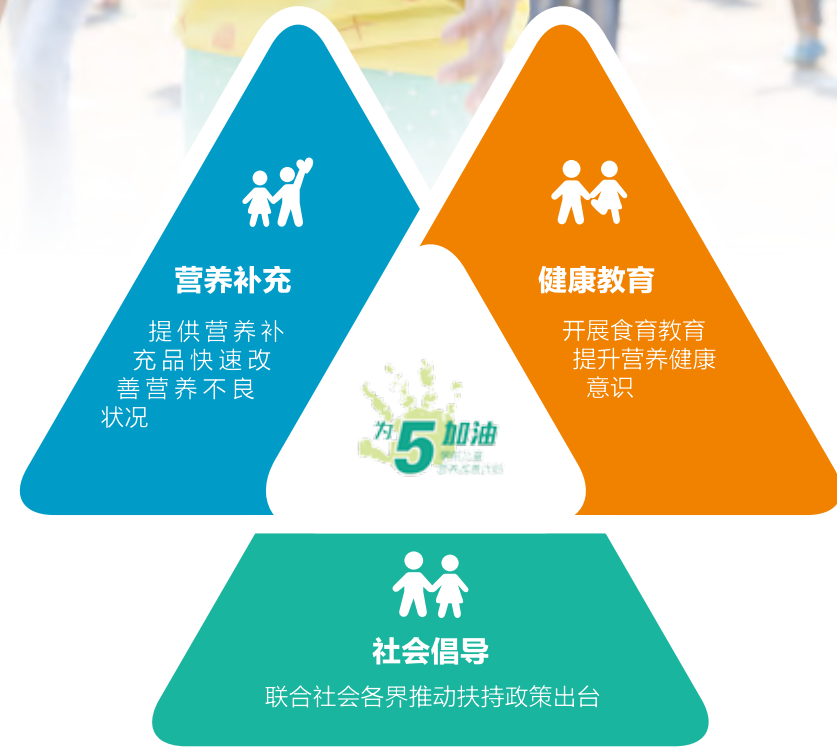 营养补充
提供营养补
充品快速改
善营养不良
状况
健康教育
开展食育教育
提升营养健康
意识
为5加油
社会倡导
联合社会各界推动扶持政策出台